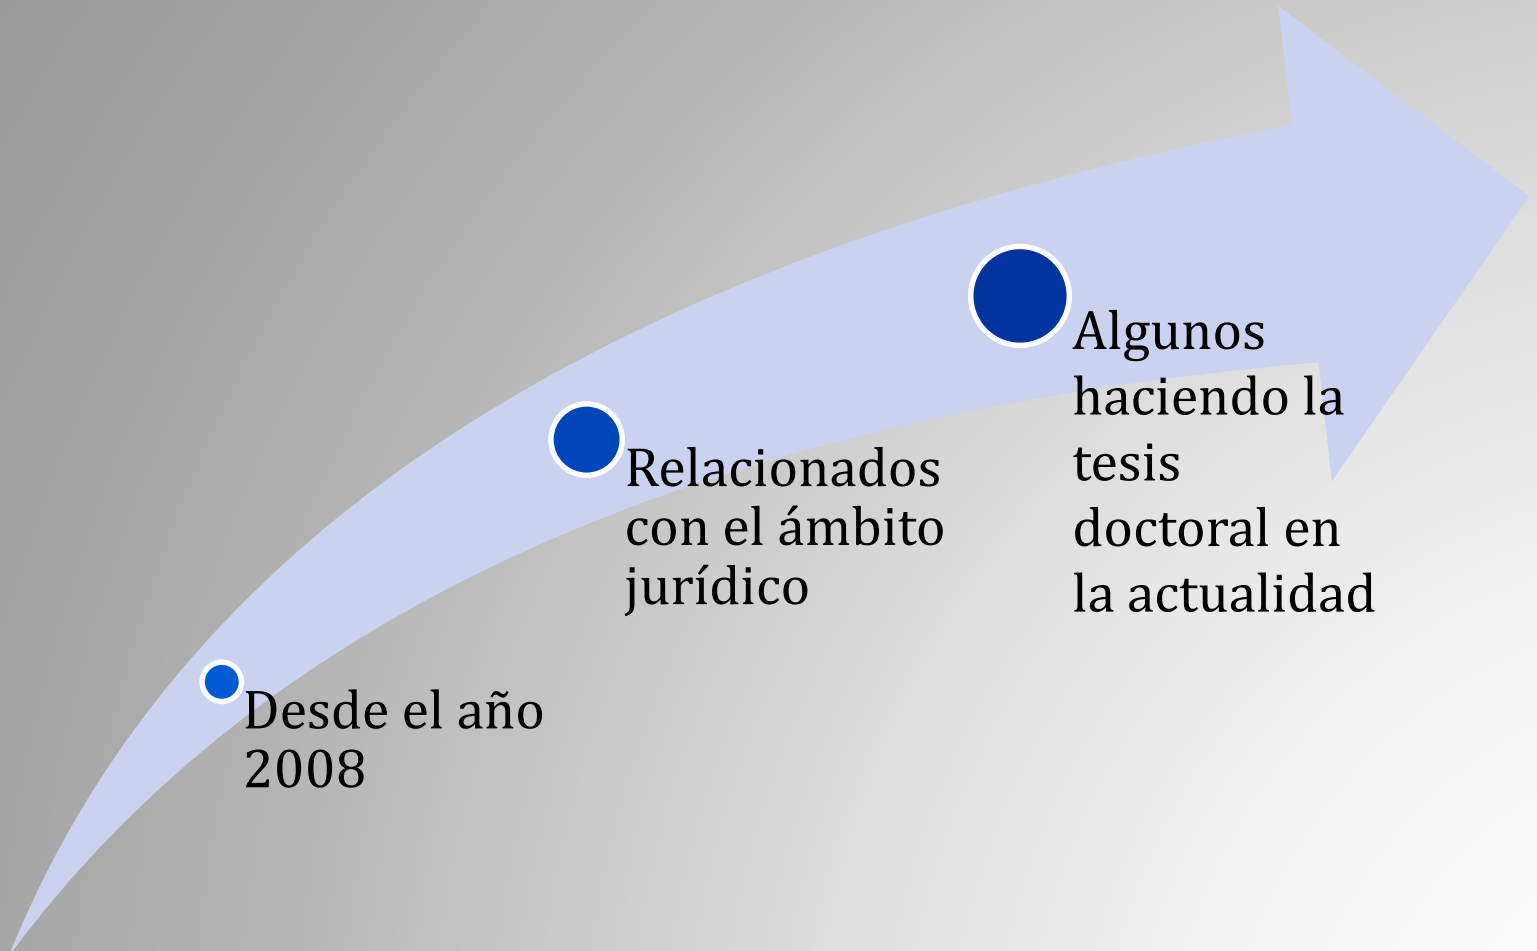 Desde el año
2008
Relacionados
con el ámbito
jurídico
Algunos
haciendo la
tesis
doctoral en
la actualidad